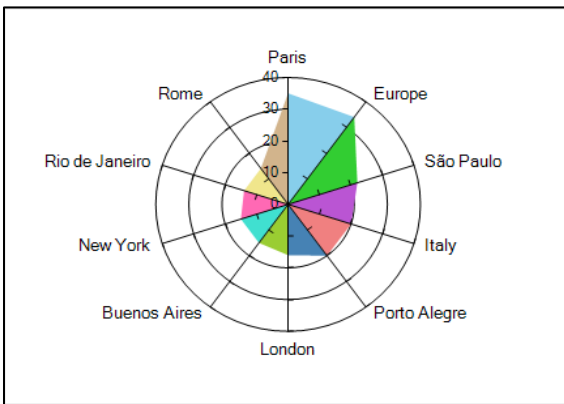 Paris
40
Rome
Europe
30
20
Rio de Janeiro
São Paulo
10
0
New York
Italy
Buenos Aires
Porto Alegre
London